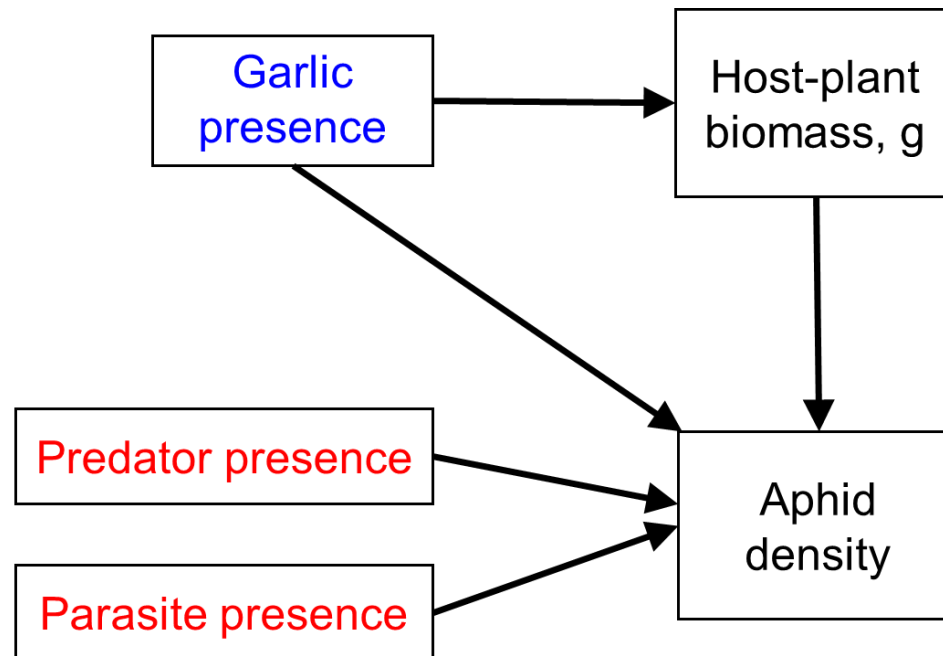 Garlic
presence
Host-plant
biomass, g
Predator presence
Aphid
density
Parasite presence